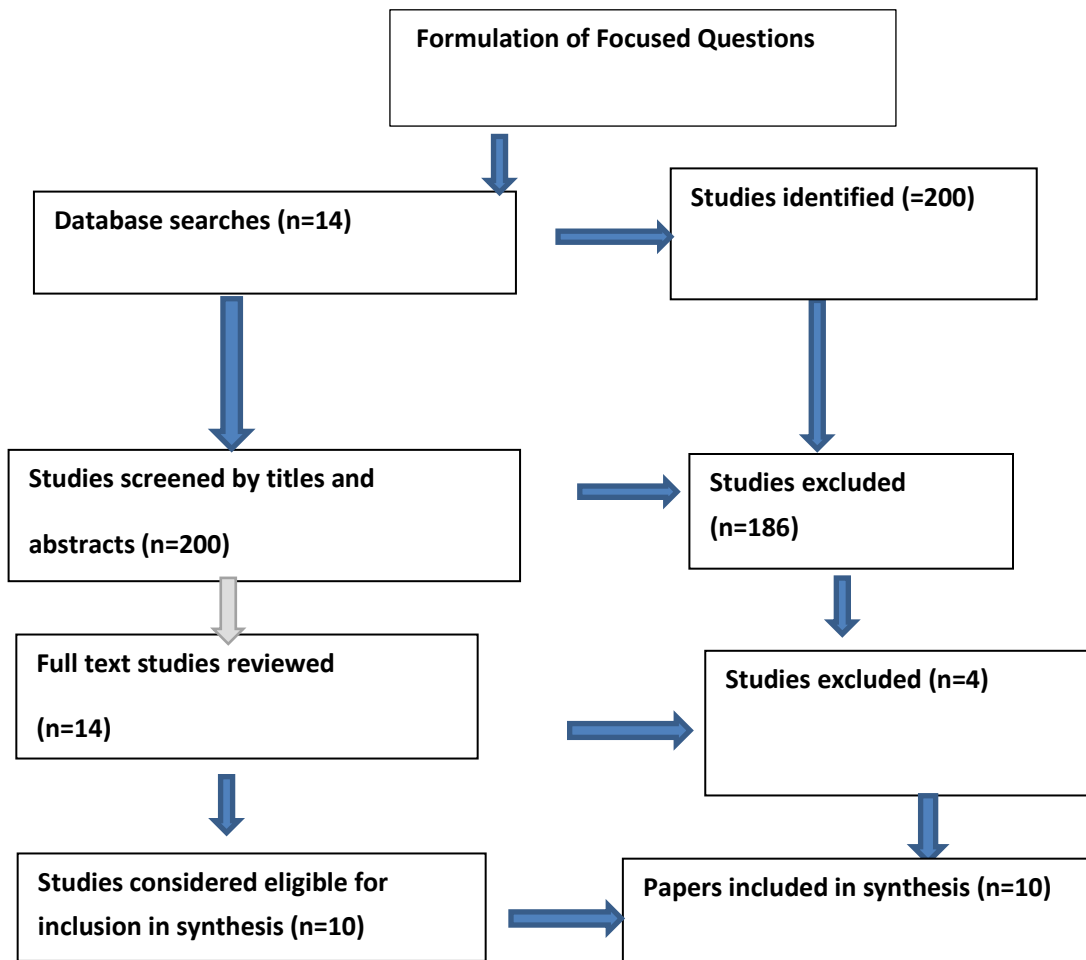 Formulation of Focused Questions
Database searches (n=14)
Studies identified (=200)
Studies screened by titles and
abstracts (n=200)
Studies excluded
(n=186)
Full text studies reviewed
(n=14)
Studies excluded (n=4)
Studies considered eligible for
inclusion in synthesis (n=10)
Papers included in synthesis (n=10)